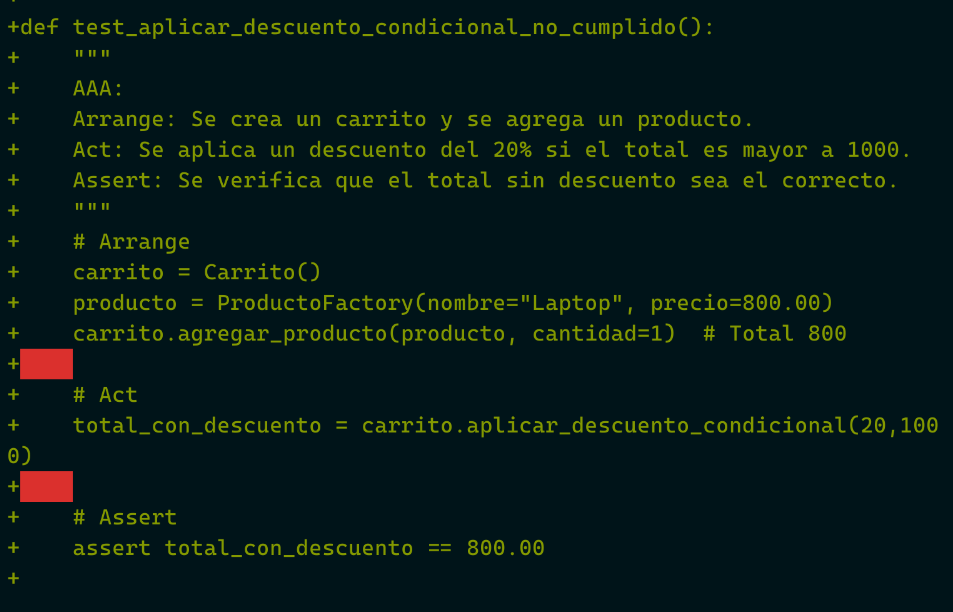 +
+def test_aplicar_descuento_condicional_no_cumplido():
+    """
+    AAA:
+    Arrange: Se crea un carrito y se agrega un producto.
+    Act: Se aplica un descuento del 20% si el total es mayor a 1000.
+    Assert: Se verifica que el total sin descuento sea el correcto.
+    """
+    # Arrange
+    carrito = Carrito()
+    producto = ProductoFactory(nombre="Laptop", precio=800.00)
+    carrito.agregar_producto(producto, cantidad=1)  # Total 800
+
+    # Act
+    total_con_descuento = carrito.aplicar_descuento_condicional(20,100
0)
+
+    # Assert
+    assert total_con_descuento == 800.00
+